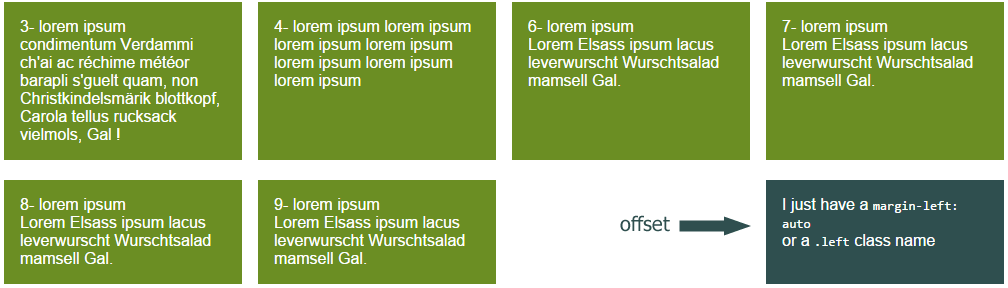 3- lorem ipsum
condimentum Verdammi
ch'ai ac réchime météor
barapli s'guelt quam, non
Christkindelsmärik blottkopf,
Carola tellus rucksack
vielmols, Gal !
4- lorem ipsum lorem ipsum
lorem ipsum lorem ipsum
lorem ipsum lorem ipsum
lorem ipsum
6- lorem ipsum
Lorem Elsass ipsum lacus
leverwurscht Wurschtsalad
mamsell Gal.
7- lorem ipsum
Lorem Elsass ipsum lacus
leverwurscht Wurschtsalad
mamsell Gal.
8- lorem ipsum
Lorem Elsass ipsum lacus
leverwurscht Wurschtsalad
mamsell Gal.
9- lorem ipsum
Lorem Elsass ipsum lacus
leverwurscht Wurschtsalad
mamsell Gal.
offset
I just have a margin-left:
auto
or a .left class name